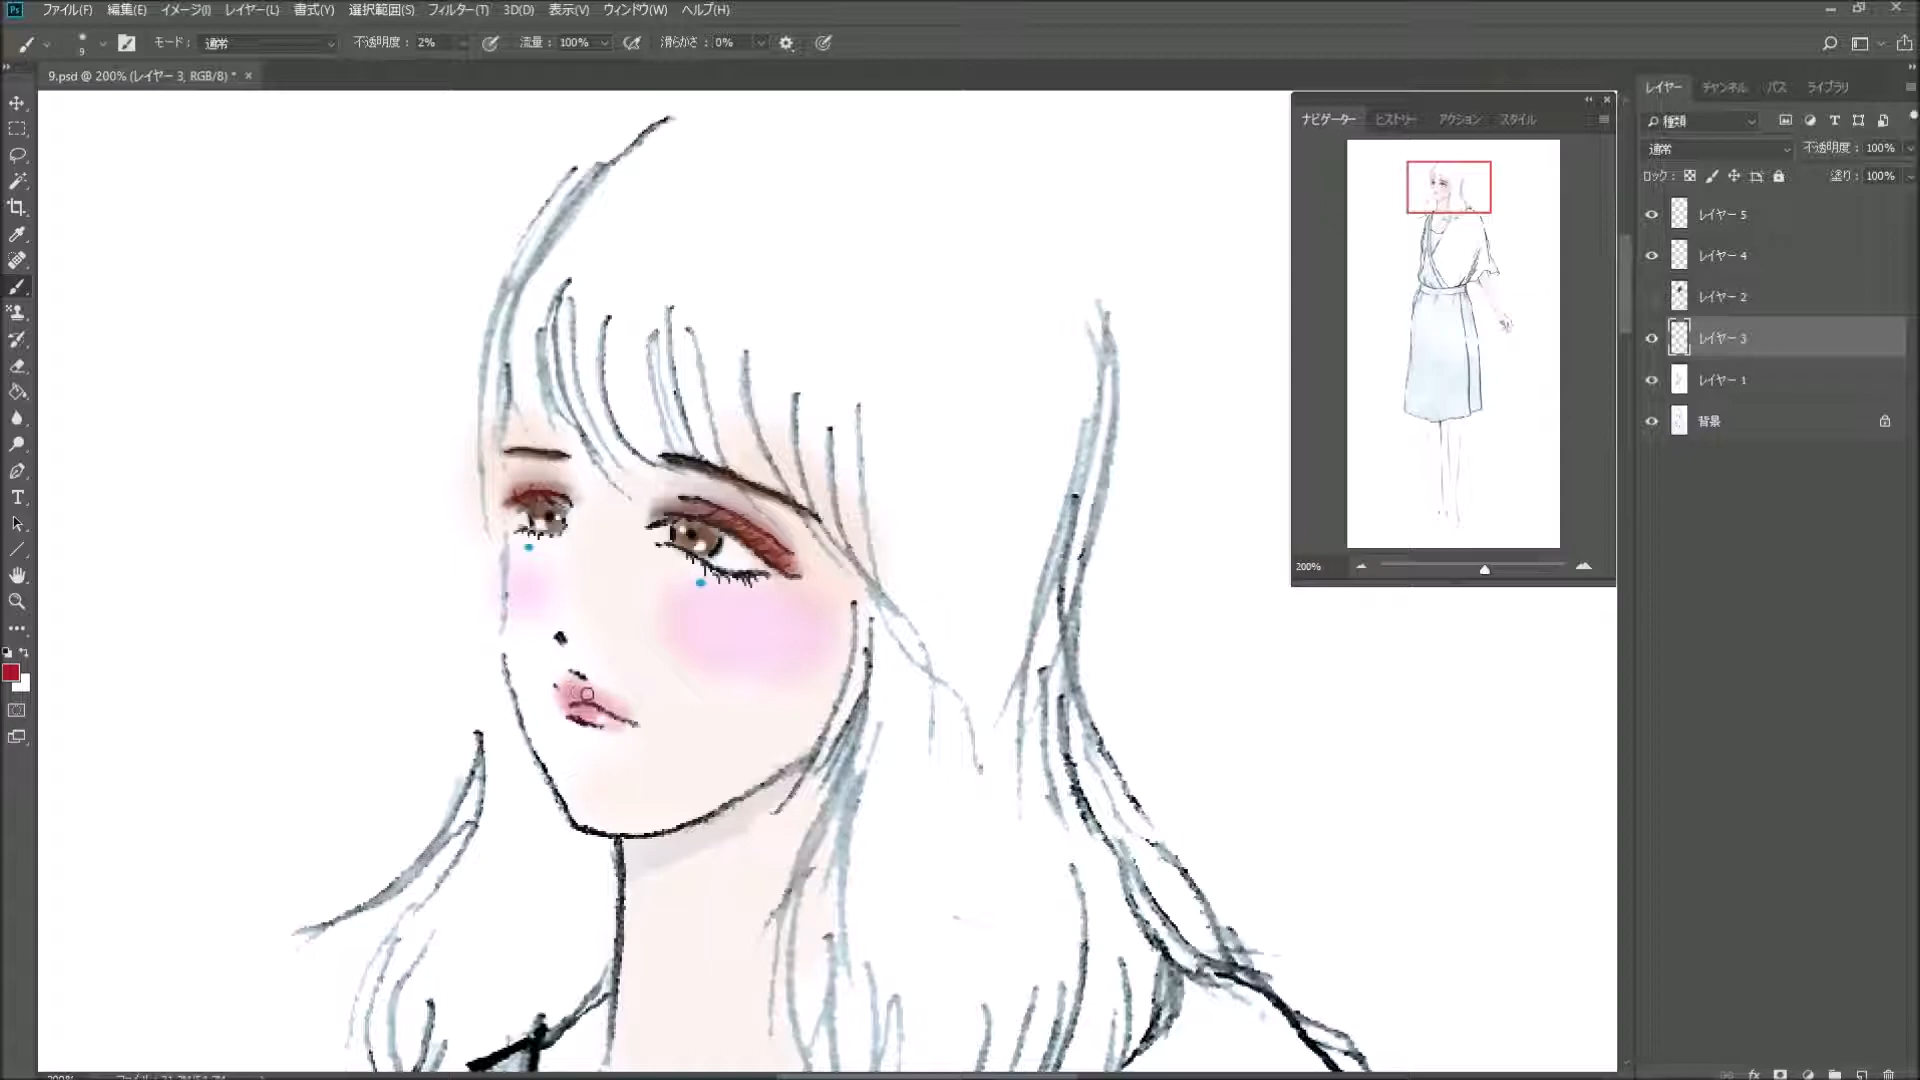 Ps ファイル(F) 編集(E) イメージ(I) レイヤー(L) 書式(Y) 選択範囲(S) フィルター(T) 3D(D) 表示(V) ウィンドウ(W) ヘルプ(H)
9 モード： 通常 不透明度： 2% 流量： 100% 滑らかさ： 0%
9.psd @ 200% (レイヤー 3, RGB/8) * ×
ナビゲーター ヒストリー アクション スタイル
200%
レイヤー チャンネル パス ライブラリ
種類
通常 不透明度： 100%
ロック： 塗り： 100%
レイヤー 5
レイヤー 4
レイヤー 2
レイヤー 3
レイヤー 1
背景